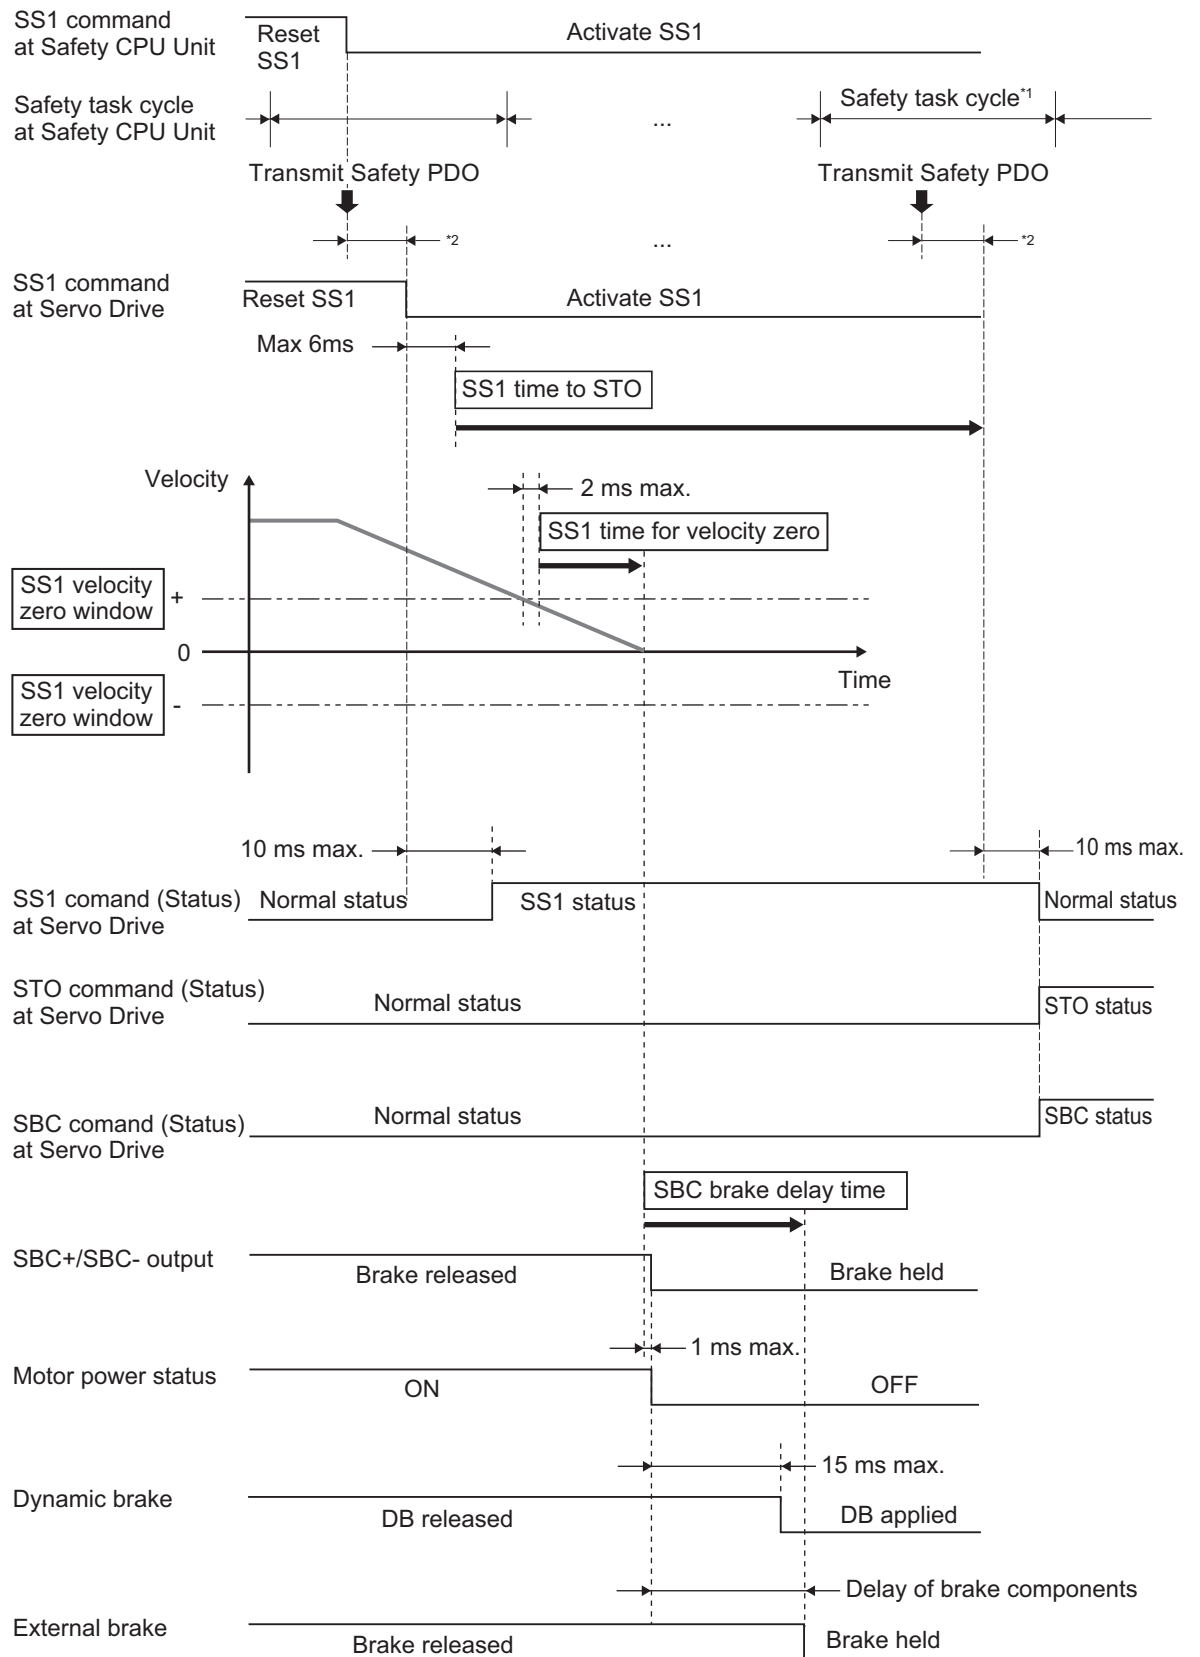 SS1 command
at Safety CPU Unit
Reset
SS1
Activate SS1
Safety task cycle
at Safety CPU Unit
...
Safety task cycle*1
Transmit Safety PDO
Transmit Safety PDO
*2
...
*2
SS1 command
at Servo Drive
Reset SS1
Activate SS1
Max 6ms
SS1 time to STO
Velocity
2 ms max.
SS1 time for velocity zero
SS1 velocity
zero window
+
0
Time
SS1 velocity
zero window
-
10 ms max.
10 ms max.
SS1 comand (Status)
at Servo Drive
Normal status
SS1 status
Normal status
STO command (Status)
at Servo Drive
Normal status
STO status
SBC comand (Status)
at Servo Drive
Normal status
SBC status
SBC brake delay time
SBC+/SBC- output
Brake released
Brake held
1 ms max.
Motor power status
ON
OFF
15 ms max.
Dynamic brake
DB released
DB applied
Delay of brake components
External brake
Brake released
Brake held